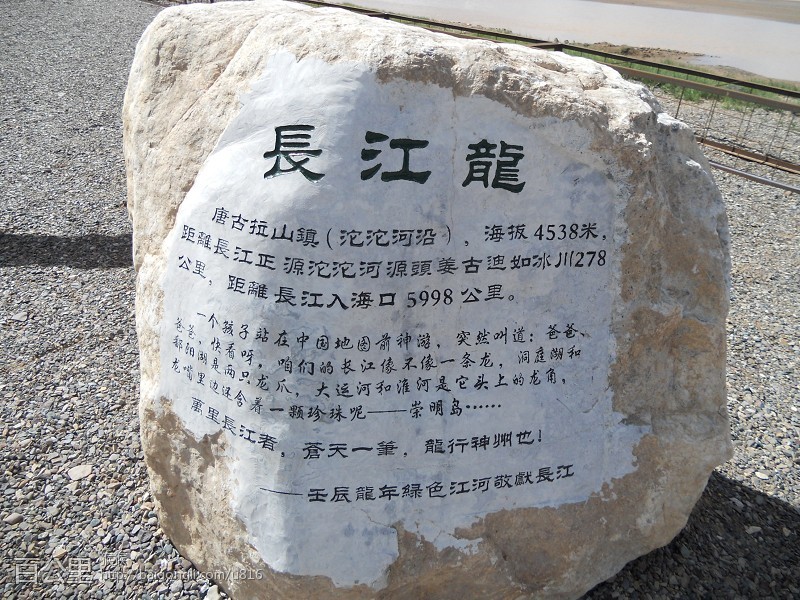 長江龍
唐古拉山鎮（沱沱河沿），海拔4538米，
距離長江正源沱沱河源頭姜古迪如冰川278
公里，距離長江入海口5998公里。
一个孩子站在中国地图前神游，突然叫道：爸爸、
爸爸，快看呀，咱们的长江像不像一条龙，洞庭湖和
鄱阳湖是两只龙爪，大运河和淮河是它头上的龙角，
龙嘴里边还含着一颗珍珠呢——崇明岛……
萬里長江者，蒼天一筆，龍行神州也！
——壬辰龍年綠色江河敬獻長江
百公里 http://baidongli.com/u816